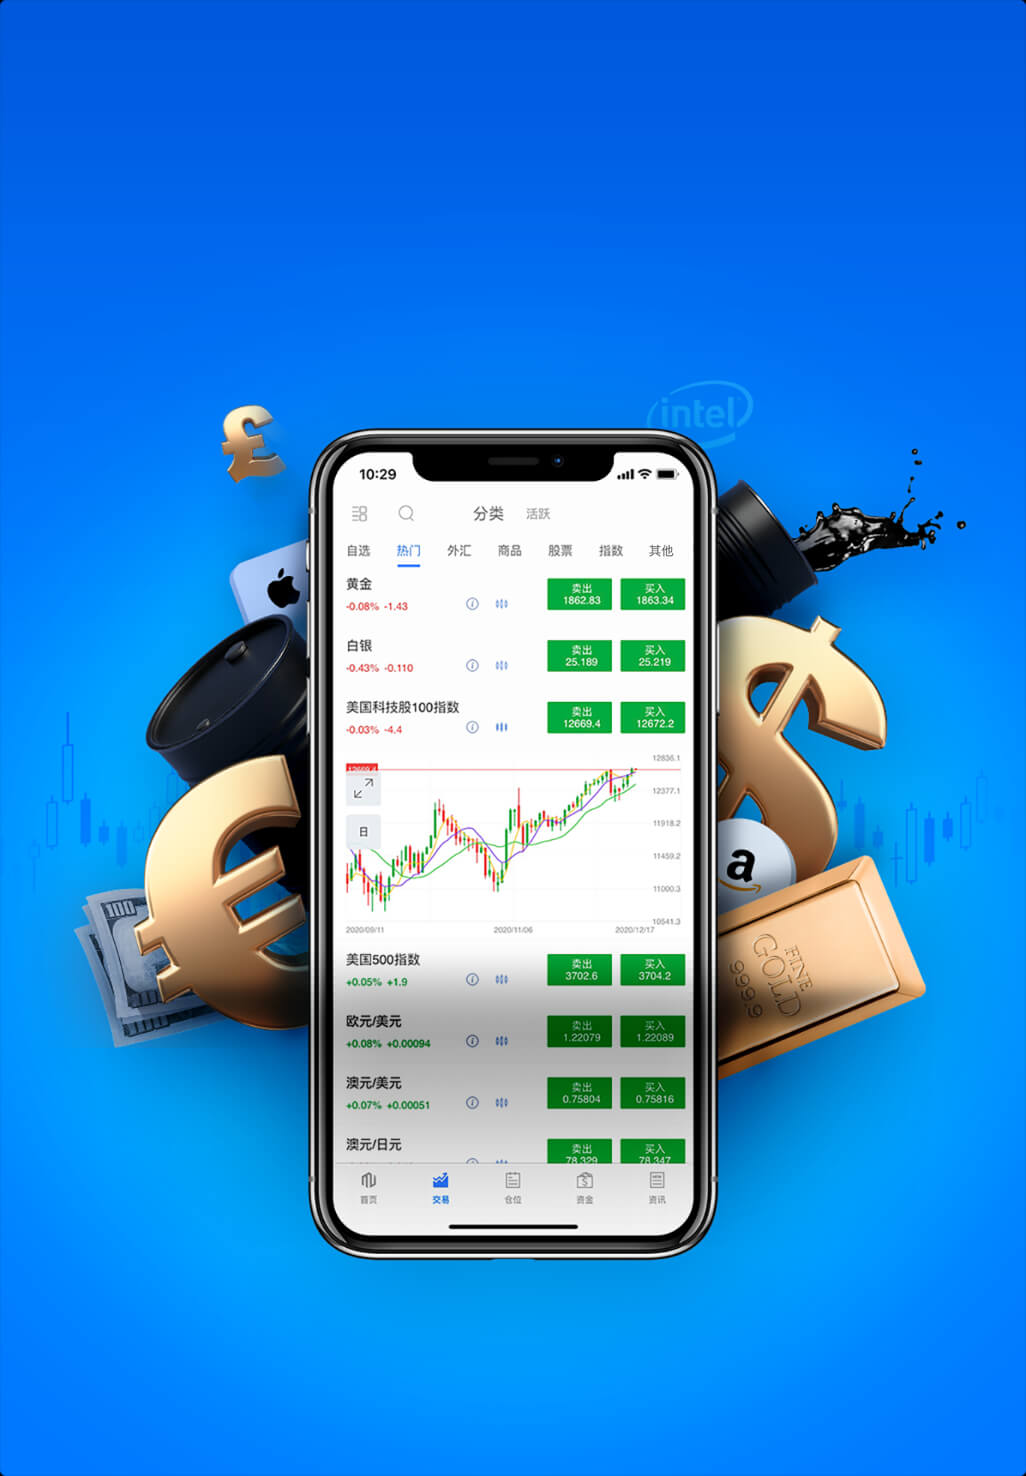 intel
10:29
分类 活跃
自选 热门 外汇 商品 股票 指数 其他
黄金
-0.08% -1.43
卖出
1862.83
买入
1863.34
白银
-0.43% -0.110
卖出
25.189
买入
25.219
美国科技股100指数
-0.03% -4.4
卖出
12669.4
买入
12672.2
12669.4
日
12836.1
12377.1
11918.2
11459.2
11000.3
10541.3
2020/09/11 2020/11/06 2020/12/17
美国500指数
+0.05% +1.9
卖出
3702.6
买入
3704.2
欧元/美元
+0.08% +0.00094
卖出
1.22079
买入
1.22089
澳元/美元
+0.07% +0.00051
卖出
0.75804
买入
0.75816
澳元/日元
卖出
78.329
买入
78.347
首页 交易 仓位 资金 资讯
£
$
€
a
100
FINE
GOLD
999.9